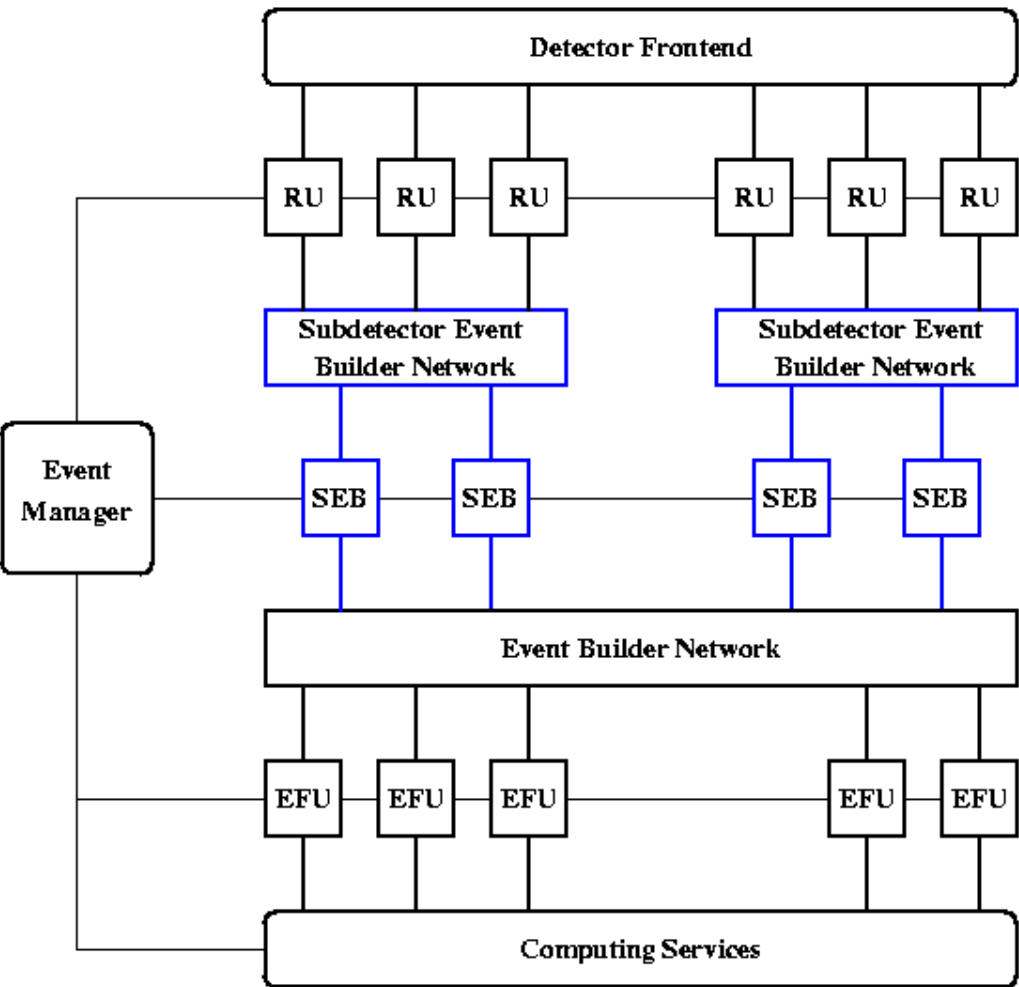 Detector Frontend
RU RU RU RU RU RU
Subdetector Event Subdetector Event
Builder Network Builder Network
Event
Manager
SEB SEB SEB SEB
Event Builder Network
EFU EFU EFU EFU EFU
Computing Services